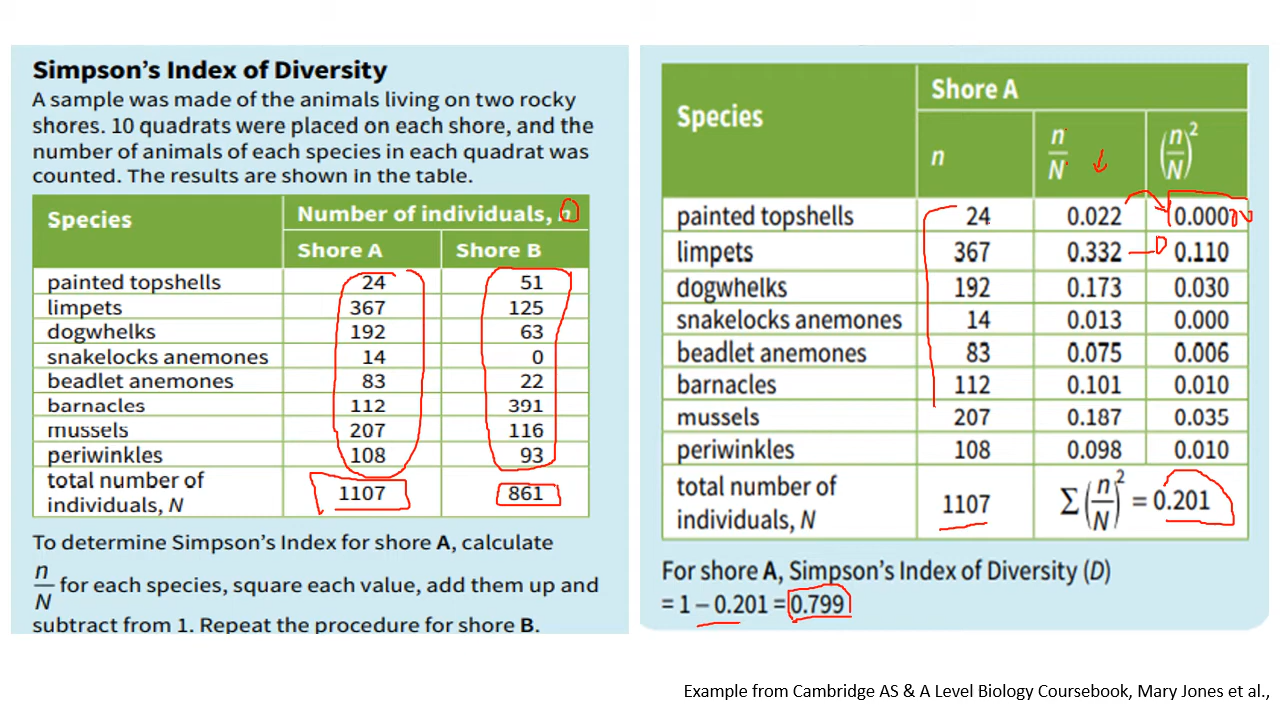 Simpson's Index of Diversity
A sample was made of the animals living on two rocky
shores. 10 quadrats were placed on each shore, and the
number of animals of each species in each quadrat was
counted. The results are shown in the table.
Species Number of individuals, n
Shore A Shore B
painted topshells 24 51
limpets 367 125
dogwhelks 192 63
snakelocks anemones 14 0
beadlet anemones 83 22
barnacles 112 391
mussels 207 116
periwinkles 108 93
total number of
individuals, N 1107 861
To determine Simpson's Index for shore A, calculate
n/N for each species, square each value, add them up and
subtract from 1. Repeat the procedure for shore B.
Species Shore A
n n/N (n/N)²
painted topshells 24 0.022 0.000
limpets 367 0.332 0.110
dogwhelks 192 0.173 0.030
snakelocks anemones 14 0.013 0.000
beadlet anemones 83 0.075 0.006
barnacles 112 0.101 0.010
mussels 207 0.187 0.035
periwinkles 108 0.098 0.010
total number of
individuals, N 1107 Σ(n/N)² = 0.201
For shore A, Simpson's Index of Diversity (D)
= 1 – 0.201 = 0.799
Example from Cambridge AS & A Level Biology Coursebook, Mary Jones et al.,